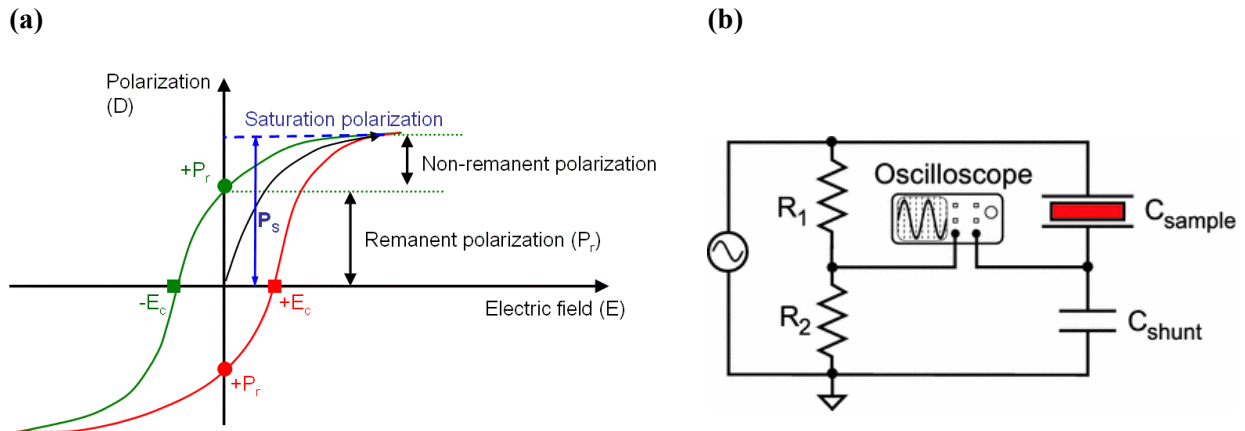 (a)
Polarization
(D)
Saturation polarization
+Pr
Non-remanent polarization
PS
Remanent polarization (Pr)
-Ec
+Ec
Electric field (E)
+Pr
(b)
Oscilloscope
R1
Csample
R2
Cshunt